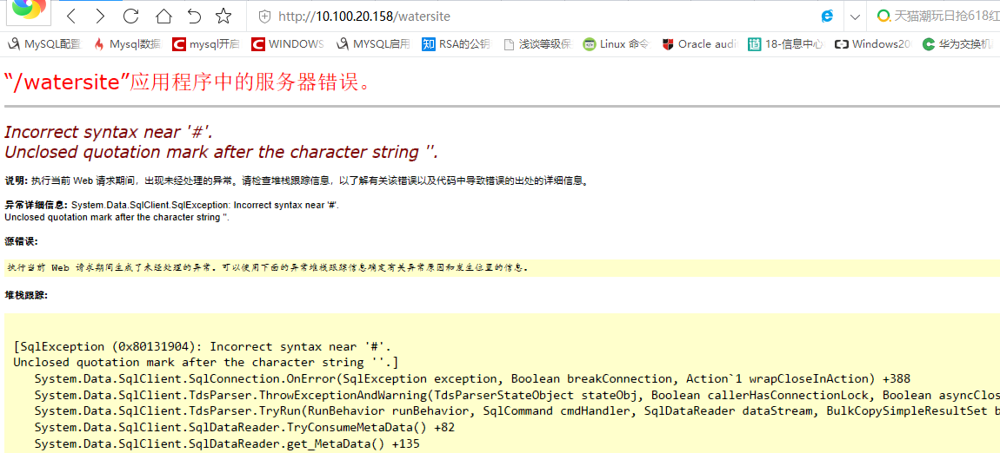 http://10.100.20.158/watersite
天猫潮玩日抢618红
MySQL配置
Mysql数据
mysql开启
WINDOWS
MYSQL启用
RSA的公钥
浅谈等级保
Linux 命令
Oracle audi
18-信息中心
Windows20
华为交换机
“/watersite”应用程序中的服务器错误。
Incorrect syntax near '#'.
Unclosed quotation mark after the character string ''.
说明: 执行当前 Web 请求期间，出现未经处理的异常。请检查堆栈跟踪信息，以了解有关该错误以及代码中导致错误的出处的详细信息。
异常详细信息: System.Data.SqlClient.SqlException: Incorrect syntax near '#'.
Unclosed quotation mark after the character string ''.
源错误:
执行当前 Web 请求期间生成了未经处理的异常。可以使用下面的异常堆栈跟踪信息确定有关异常原因和发生位置的信息。
堆栈跟踪:
[SqlException (0x80131904): Incorrect syntax near '#'.
Unclosed quotation mark after the character string ''.]
System.Data.SqlClient.SqlConnection.OnError(SqlException exception, Boolean breakConnection, Action`1 wrapCloseInAction) +388
System.Data.SqlClient.TdsParser.ThrowExceptionAndWarning(TdsParserStateObject stateObj, Boolean callerHasConnectionLock, Boolean asyncClos
System.Data.SqlClient.TdsParser.TryRun(RunBehavior runBehavior, SqlCommand cmdHandler, SqlDataReader dataStream, BulkCopySimpleResultSet b
System.Data.SqlClient.SqlDataReader.TryConsumeMetaData() +82
System.Data.SqlClient.SqlDataReader.get_MetaData() +135